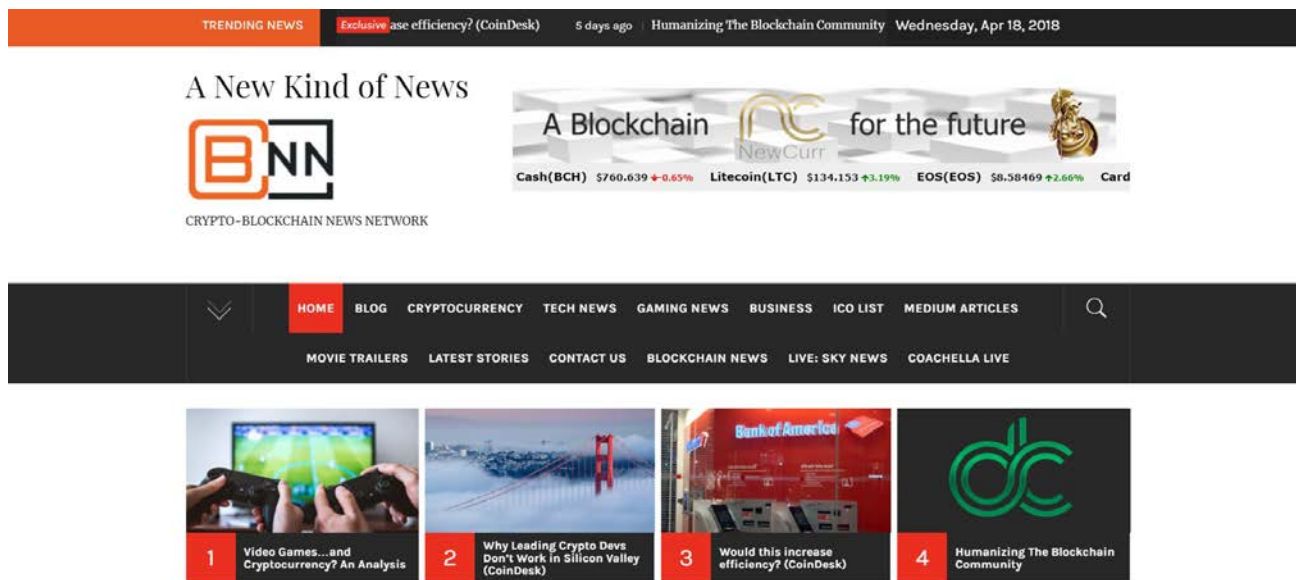 TRENDING NEWS Exclusive ase efficiency? (CoinDesk) 5 days ago Humanizing The Blockchain Community Wednesday, Apr 18, 2018
A New Kind of News
BNN
CRYPTO-BLOCKCHAIN NEWS NETWORK
A Blockchain NC for the future
NewCurr
Cash(BCH) $760.639 -0.65% Litecoin(LTC) $134.153 +3.19% EOS(EOS) $8.58469 +2.66% Card
HOME BLOG CRYPTOCURRENCY TECH NEWS GAMING NEWS BUSINESS ICO LIST MEDIUM ARTICLES
MOVIE TRAILERS LATEST STORIES CONTACT US BLOCKCHAIN NEWS LIVE: SKY NEWS COACHELLA LIVE
Bank of America
dc
1 Video Games...and
Cryptocurrency? An Analysis
2 Why Leading Crypto Devs
Don't Work in Silicon Valley
(CoinDesk)
3 Would this increase
efficiency? (CoinDesk)
4 Humanizing The Blockchain
Community